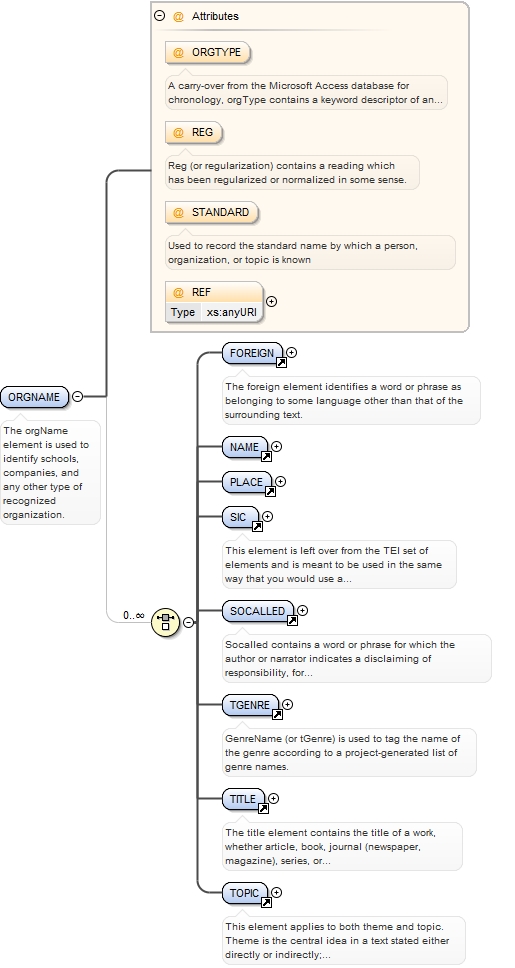 Attributes
ORGTYPE
A carry-over from the Microsoft Access database for
chronology, orgType contains a keyword descriptor of an...
REG
Reg (or regularization) contains a reading which
has been regularized or normalized in some sense.
STANDARD
Used to record the standard name by which a person,
organization, or topic is known
REF
Type xs:anyURI
ORGNAME
The orgName
element is used to
identify schools,
companies, and
any other type of
recognized
organization.
0..∞
FOREIGN
The foreign element identifies a word or phrase as
belonging to some language other than that of the
surrounding text.
NAME
PLACE
SIC
This element is left over from the TEI set of
elements and is meant to be used in the same
way that you would use a...
SOCALLED
Socalled contains a word or phrase for which the
author or narrator indicates a disclaiming of
responsibility, for...
TGENRE
GenreName (or tGenre) is used to tag the name of
the genre according to a project-generated list of
genre names.
TITLE
The title element contains the title of a work,
whether article, book, journal (newspaper,
magazine), series, or...
TOPIC
This element applies to both theme and topic.
Theme is the central idea in a text stated either
directly or indirectly;...